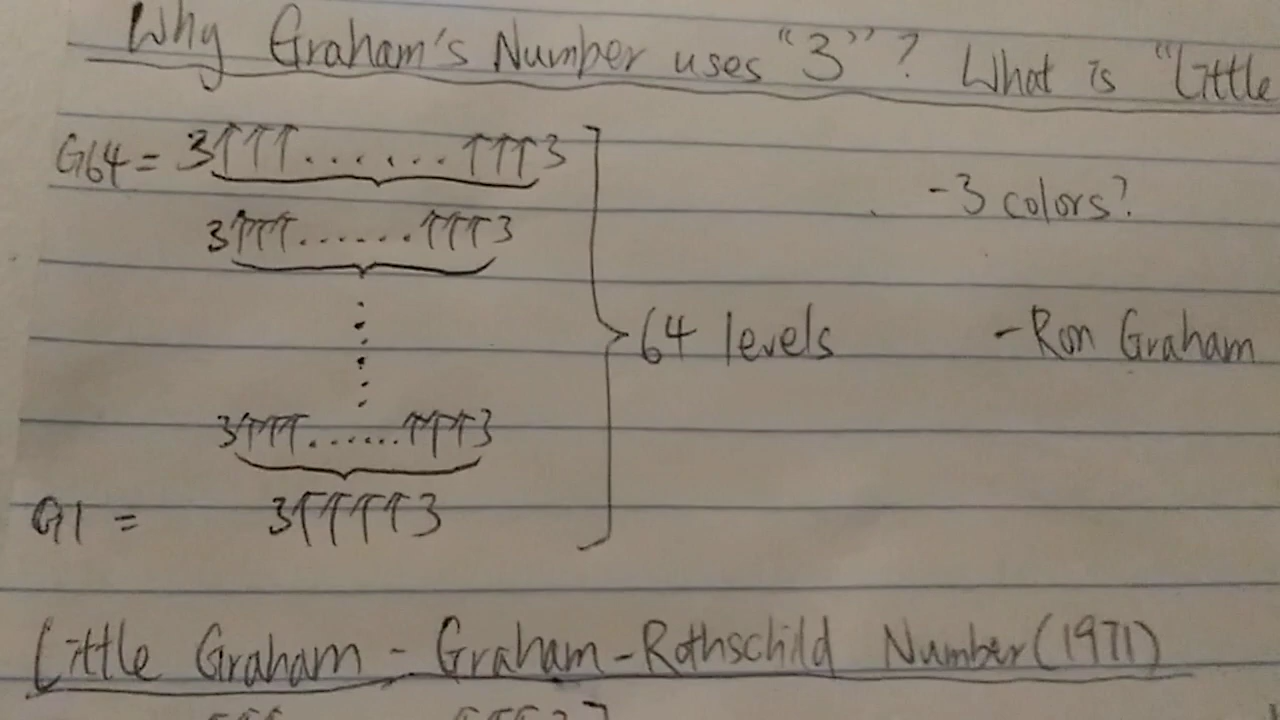 Why Graham's Number uses "3"? What is "Little
G64 = 3↑↑↑......↑↑↑3
- 3 colors?
3↑↑↑......↑↑↑3
64 levels
- Ron Graham
3↑↑↑......↑↑↑3
G1 = 3↑↑↑↑3
Little Graham - Graham-Rothschild Number (1971)